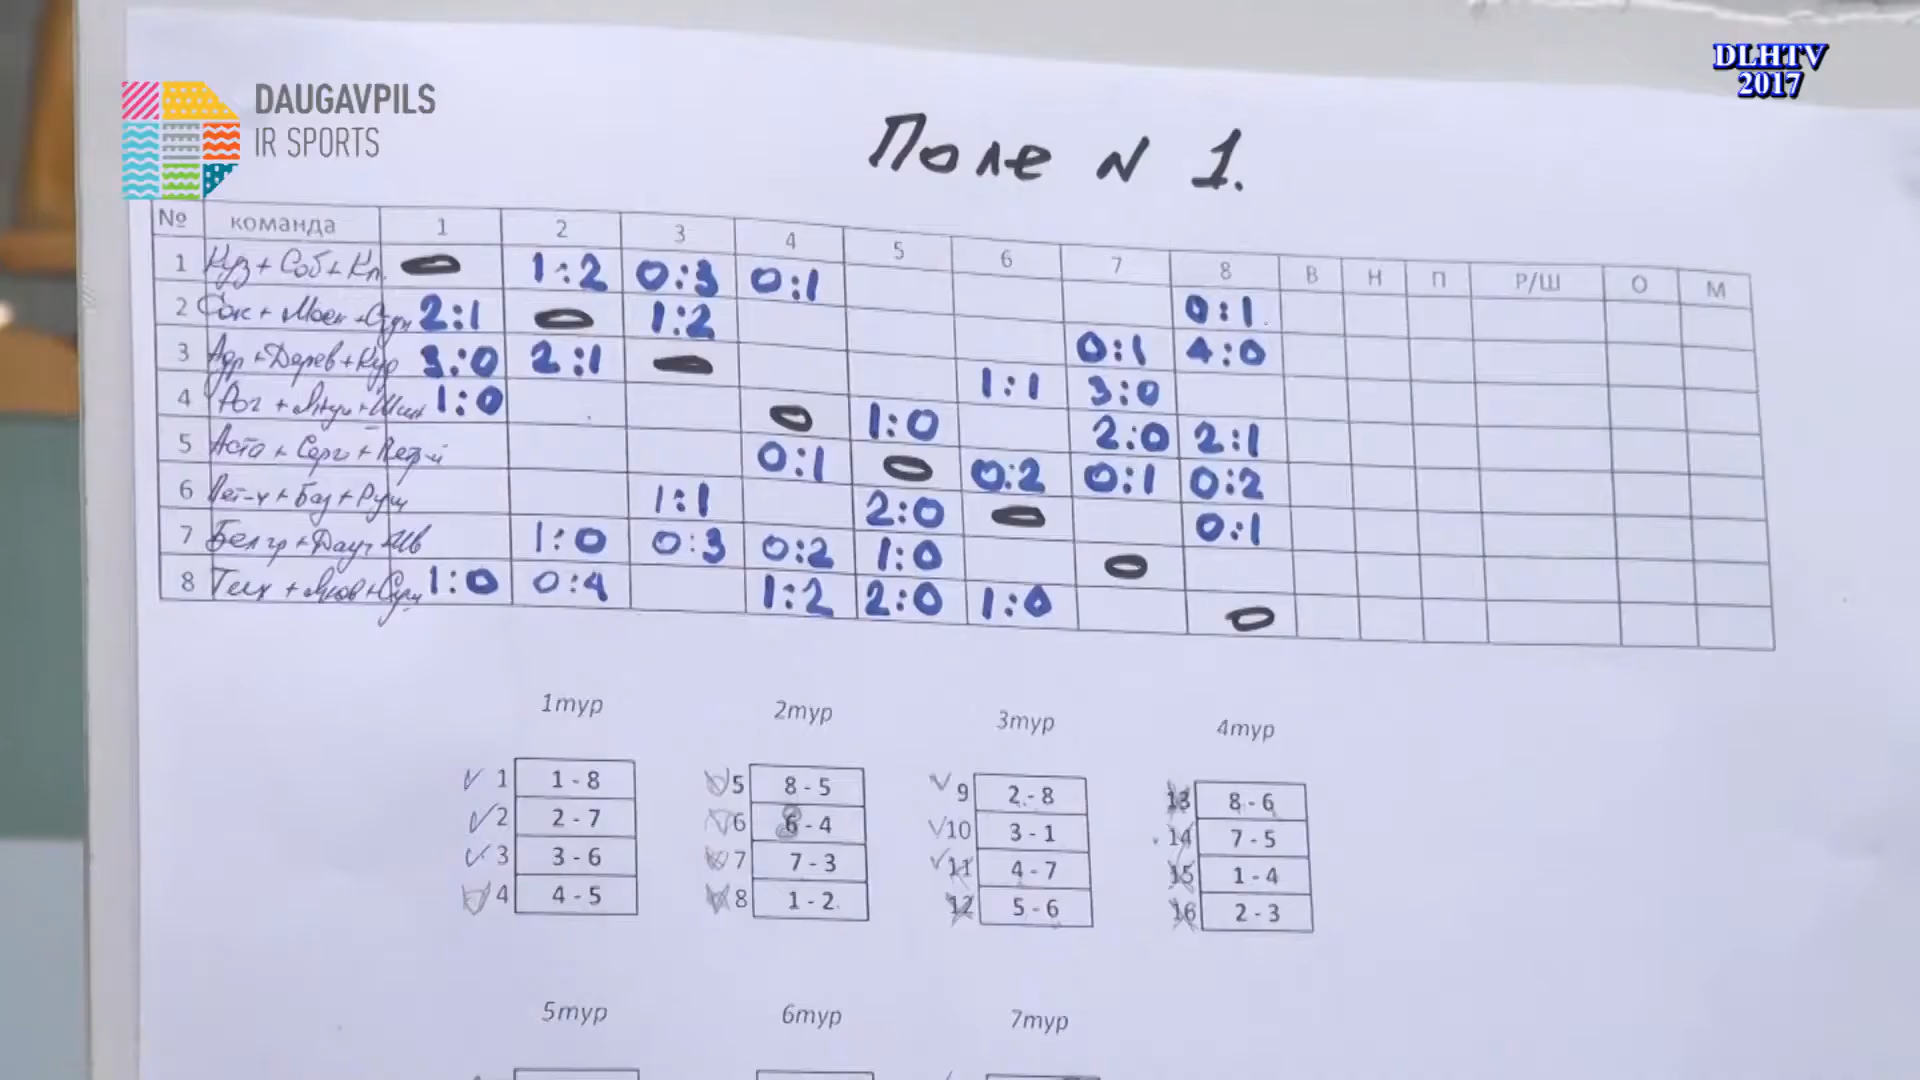 DLHTV
2017
DAUGAVPILS
IR SPORTS
Поле N 1.
№ команда 1 2 3 4 5 6 7 8 В Н П Р/Ш О М
1 Куз + Соб + Кл. 1:2 0:3 0:1 0:1
2 2:1 1:2 0:1 4:0
3 3:0 2:1 1:1 3:0
4 1:0 1:0 2:0 2:1
5 0:1 0:2 0:1 0:2
6 1:1 2:0 0:1
7 1:0 0:3 0:2 1:0
8 1:0 0:4 1:2 2:0 1:0
1тур 2тур 3тур 4тур
1 1 - 8 5 8 - 5 9 2 - 8 13 8 - 6
2 2 - 7 6 8 - 4 10 3 - 1 14 7 - 5
3 3 - 6 7 7 - 3 11 4 - 7 15 1 - 4
4 4 - 5 8 1 - 2 12 5 - 6 16 2 - 3
5тур 6тур 7тур